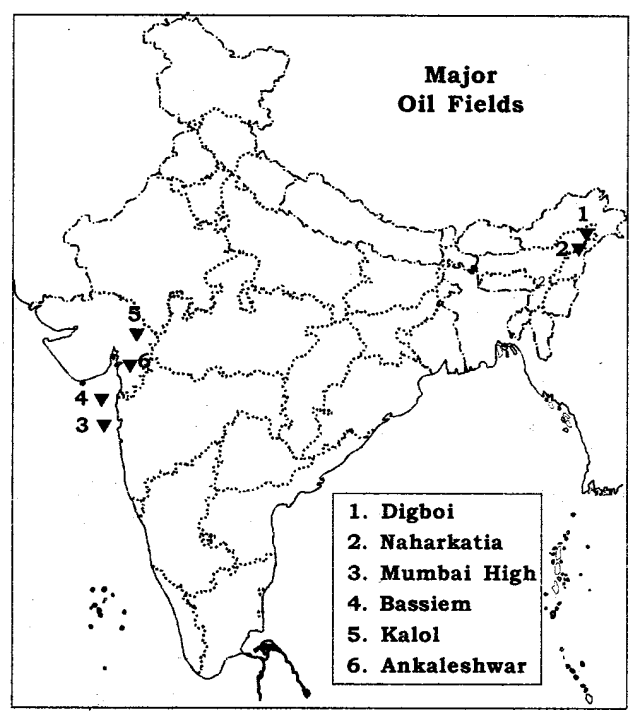 Major
Oil Fields
1
2
5
6
4
3
1. Digboi
2. Naharkatia
3. Mumbai High
4. Bassiem
5. Kalol
6. Ankaleshwar